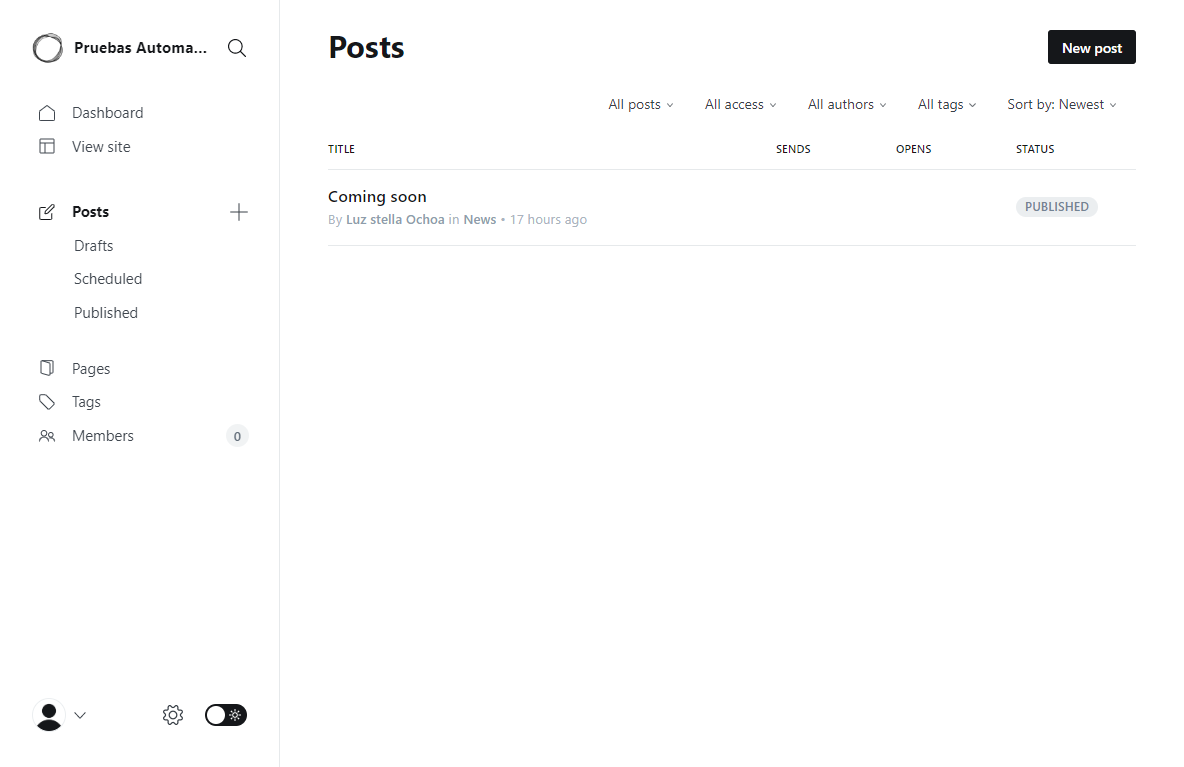 Pruebas Automa...
Dashboard
View site
Posts
Drafts
Scheduled
Published
Pages
Tags
Members
0
Posts
New post
All posts
All access
All authors
All tags
Sort by: Newest
TITLE
SENDS
OPENS
STATUS
Coming soon
By Luz stella Ochoa in News • 17 hours ago
PUBLISHED